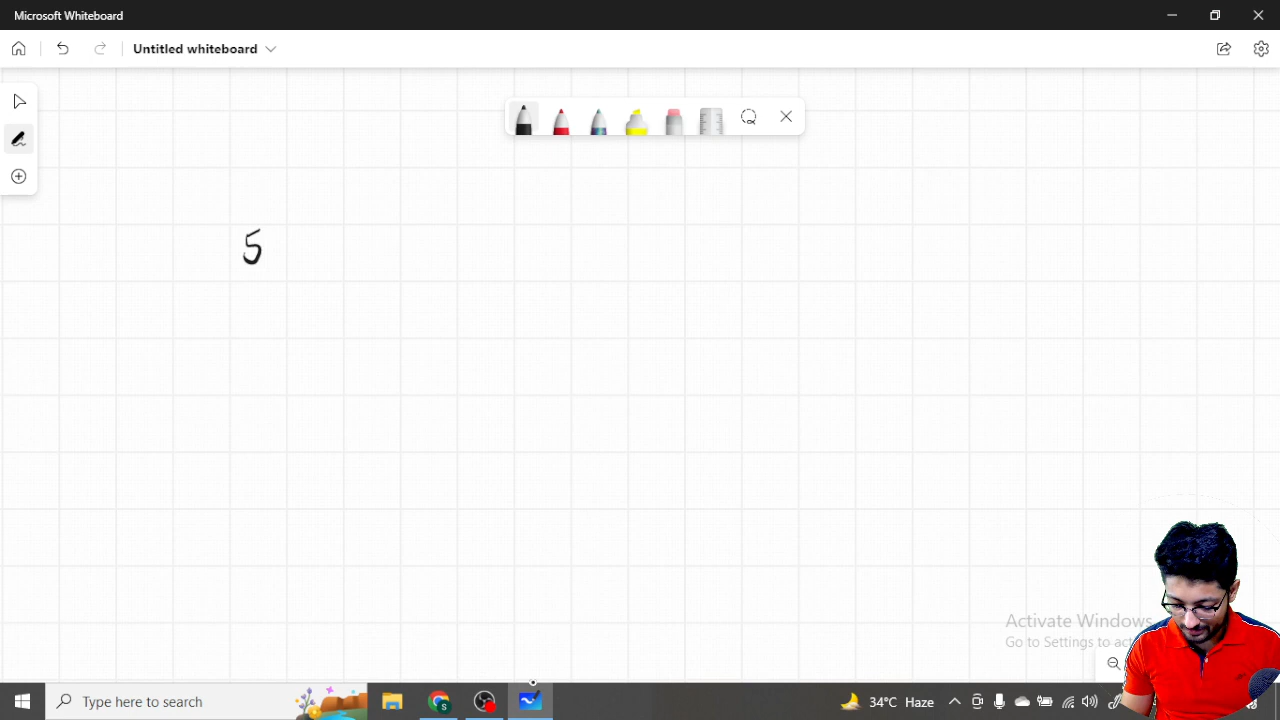 Microsoft Whiteboard
Untitled whiteboard
5
Activate Windows
Go to Settings to act
Type here to search
34°C Haze